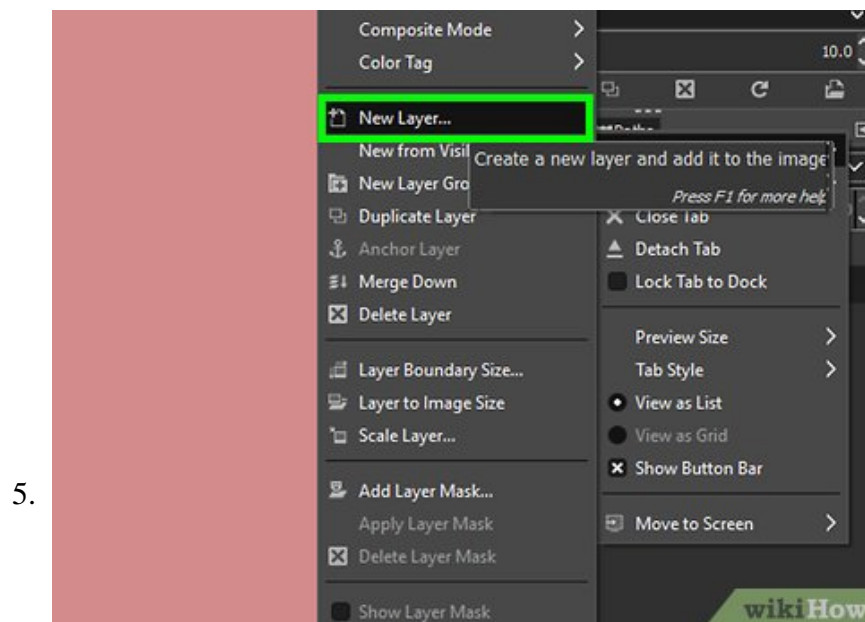 Composite Mode
Color Tag
10.0
New Layer...
New from Visi
Create a new layer and add it to the image
New Layer Gro
Press F1 for more help
Duplicate Layer
Close Tab
Anchor Layer
Detach Tab
Merge Down
Lock Tab to Dock
Delete Layer
Preview Size
Layer Boundary Size...
Tab Style
Layer to Image Size
View as List
Scale Layer...
View as Grid
Show Button Bar
5.
Add Layer Mask...
Apply Layer Mask
Move to Screen
Delete Layer Mask
Show Layer Mask
wikiHow